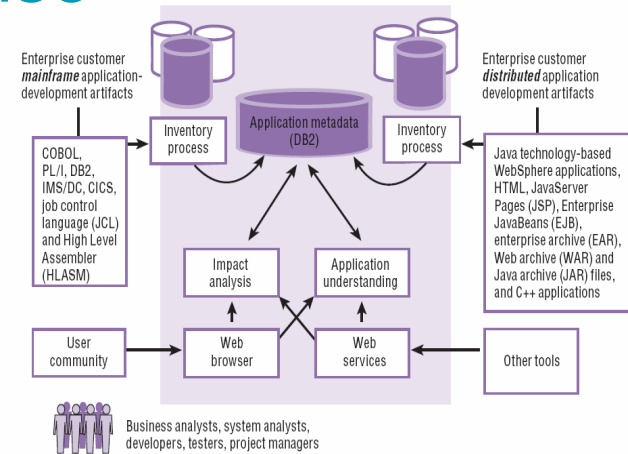 Enterprise customer
mainframe application-
development artifacts
Enterprise customer
distributed application
development artifacts
Application metadata
(DB2)
Inventory
process
Inventory
process
COBOL,
PL/I, DB2,
IMS/DC, CICS,
job control
language (JCL)
and High Level
Assembler
(HLASM)
Java technology-based
WebSphere applications,
HTML, JavaServer
Pages (JSP), Enterprise
JavaBeans (EJB),
enterprise archive (EAR),
Web archive (WAR) and
Java archive (JAR) files,
and C++ applications
Impact
analysis
Application
understanding
User
community
Web
browser
Web
services
Other tools
Business analysts, system analysts,
developers, testers, project managers